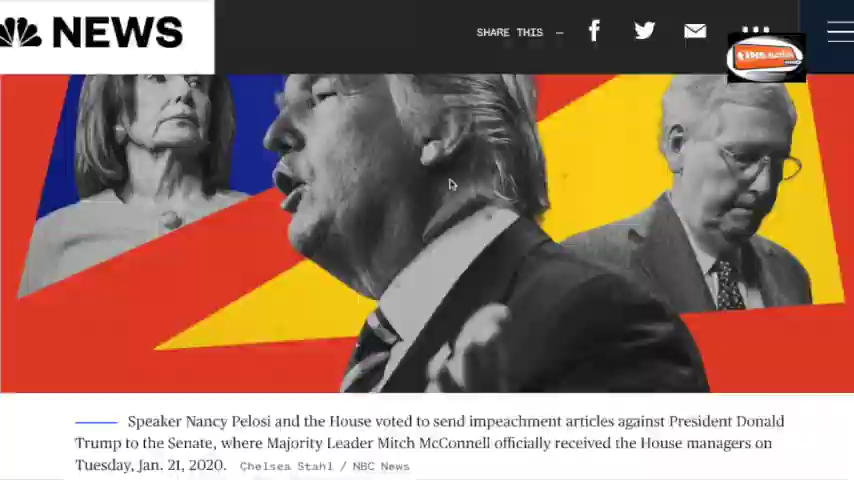 NEWS
SHARE THIS —
Speaker Nancy Pelosi and the House voted to send impeachment articles against President Donald
Trump to the Senate, where Majority Leader Mitch McConnell officially received the House managers on
Tuesday, Jan. 21, 2020. Chelsea Stahl / NBC News